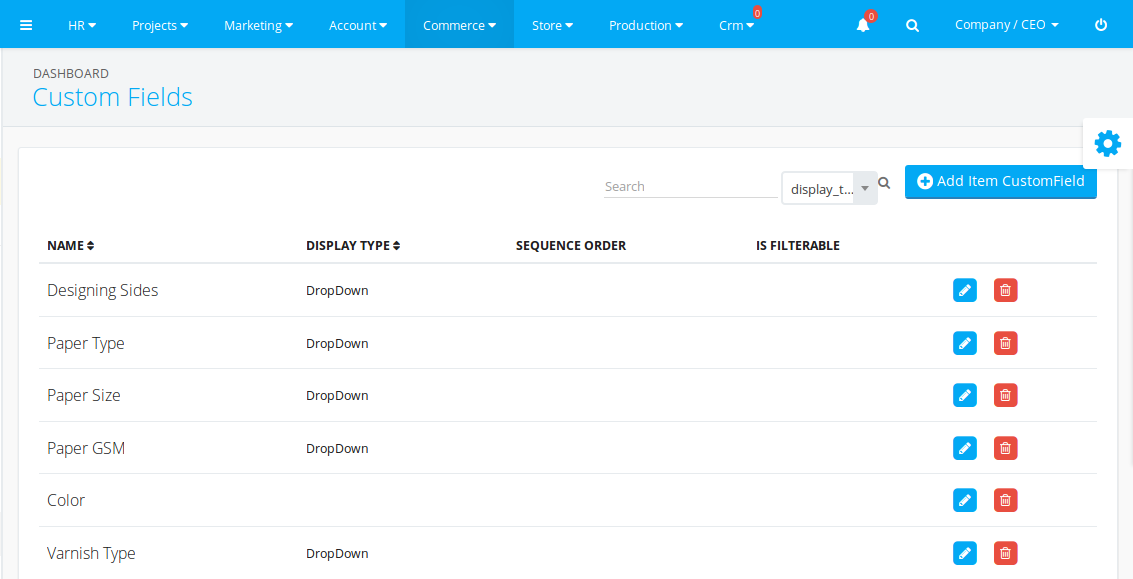 HR Projects Marketing Account Commerce Store Production Crm 0 0 Company / CEO
DASHBOARD
Custom Fields
Search display_t... Add Item CustomField
NAME DISPLAY TYPE SEQUENCE ORDER IS FILTERABLE
Designing Sides DropDown
Paper Type DropDown
Paper Size DropDown
Paper GSM DropDown
Color
Varnish Type DropDown